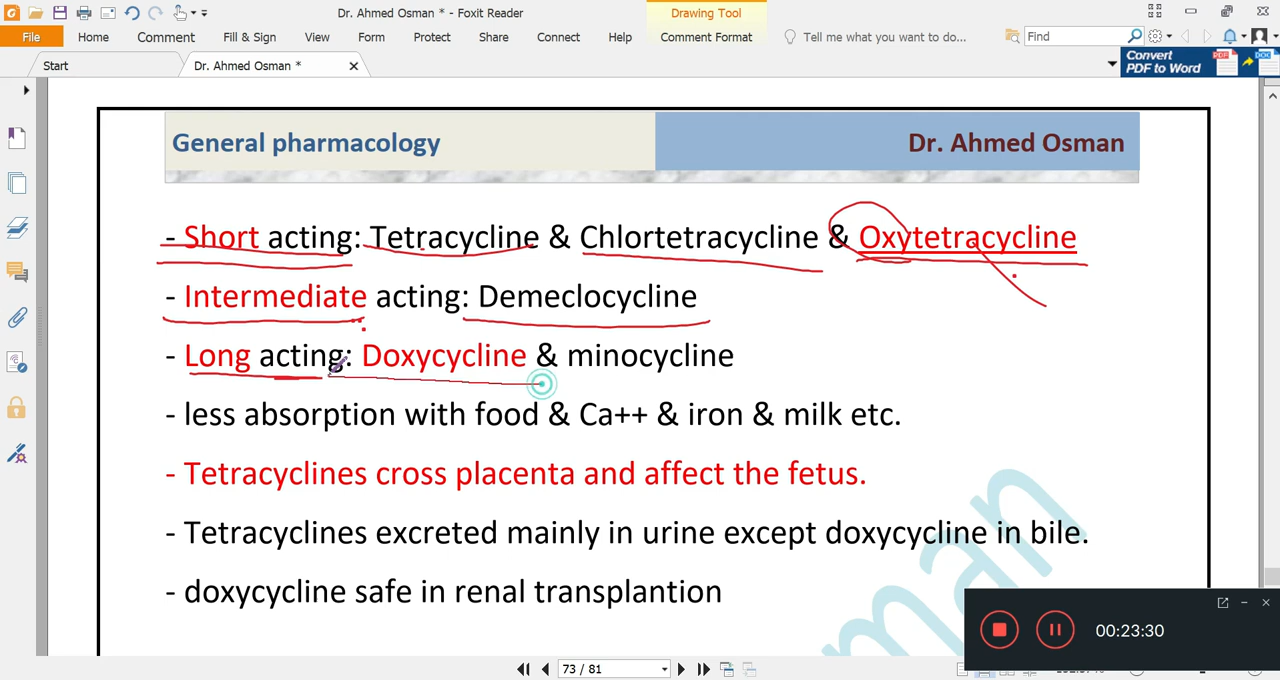 Dr. Ahmed Osman * - Foxit Reader
Drawing Tool
File Home Comment Fill & Sign View Form Protect Share Connect Help Comment Format Tell me what you want to do... Find
Start Dr. Ahmed Osman *
Convert
PDF to Word
General pharmacology Dr. Ahmed Osman
- Short acting: Tetracycline & Chlortetracycline & Oxytetracycline
- Intermediate acting: Demeclocycline
- Long acting: Doxycycline & minocycline
- less absorption with food & Ca++ & iron & milk etc.
- Tetracyclines cross placenta and affect the fetus.
- Tetracyclines excreted mainly in urine except doxycycline in bile.
- doxycycline safe in renal transplantion
00:23:30
73 / 81